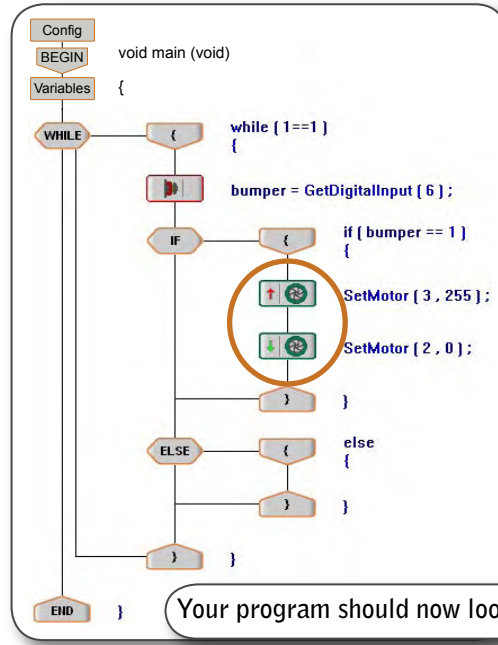 Config
BEGIN void main (void)
Variables {
WHILE { while ( 1==1 )
{
bumper = GetDigitalInput ( 6 ) ;
IF { if ( bumper == 1 )
{
SetMotor ( 3 , 255 ) ;
SetMotor ( 2 , 0 ) ;
} }
ELSE { else
{
} }
} }
END }
Your program should now loo